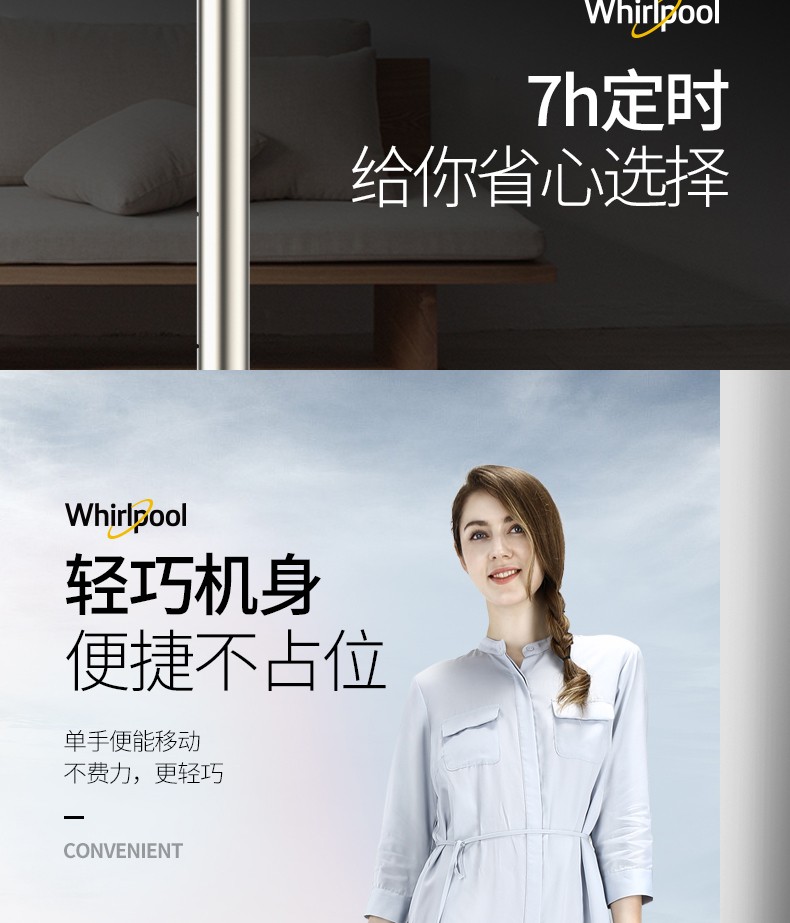 Whirlpool
7h定时
给你省心选择
Whirlpool
轻巧机身
便捷不占位
单手便能移动
不费力，更轻巧
CONVENIENT